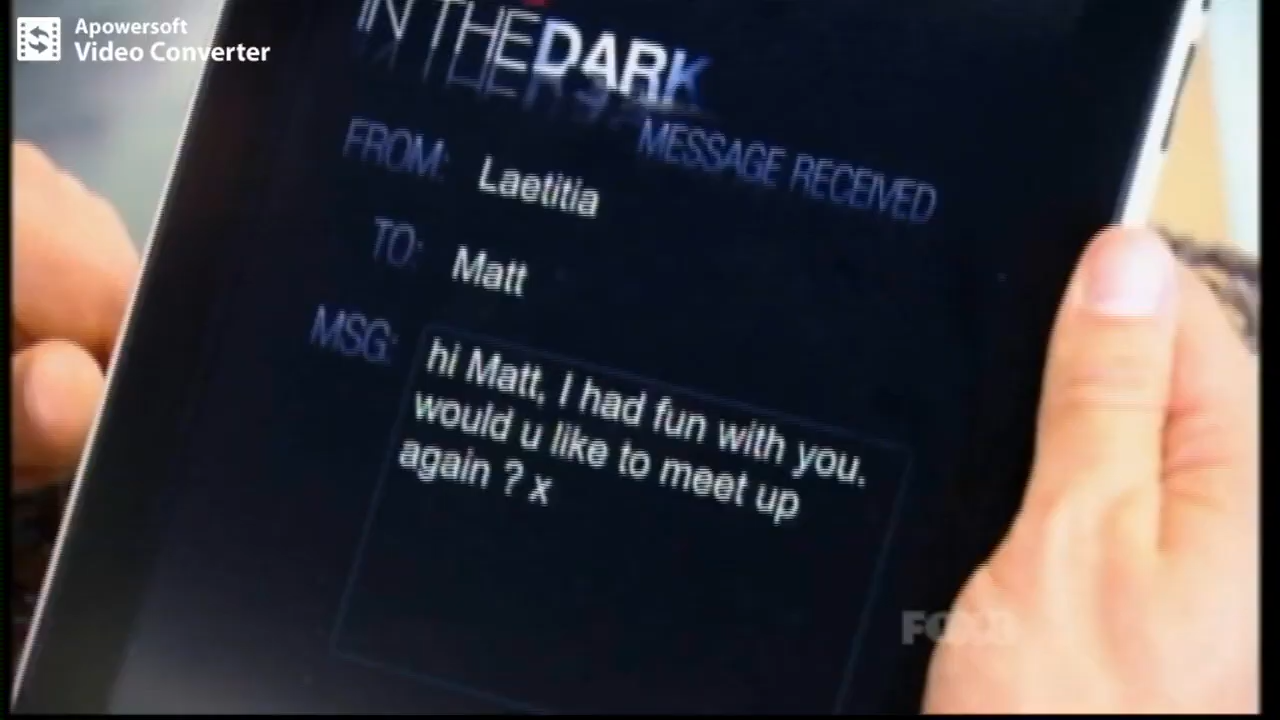 Apowersoft
Video Converter
IN THE DARK
MESSAGE RECEIVED
FROM: Laetitia
TO: Matt
MSG: hi Matt, I had fun with you.
would u like to meet up
again ? x
FOX8